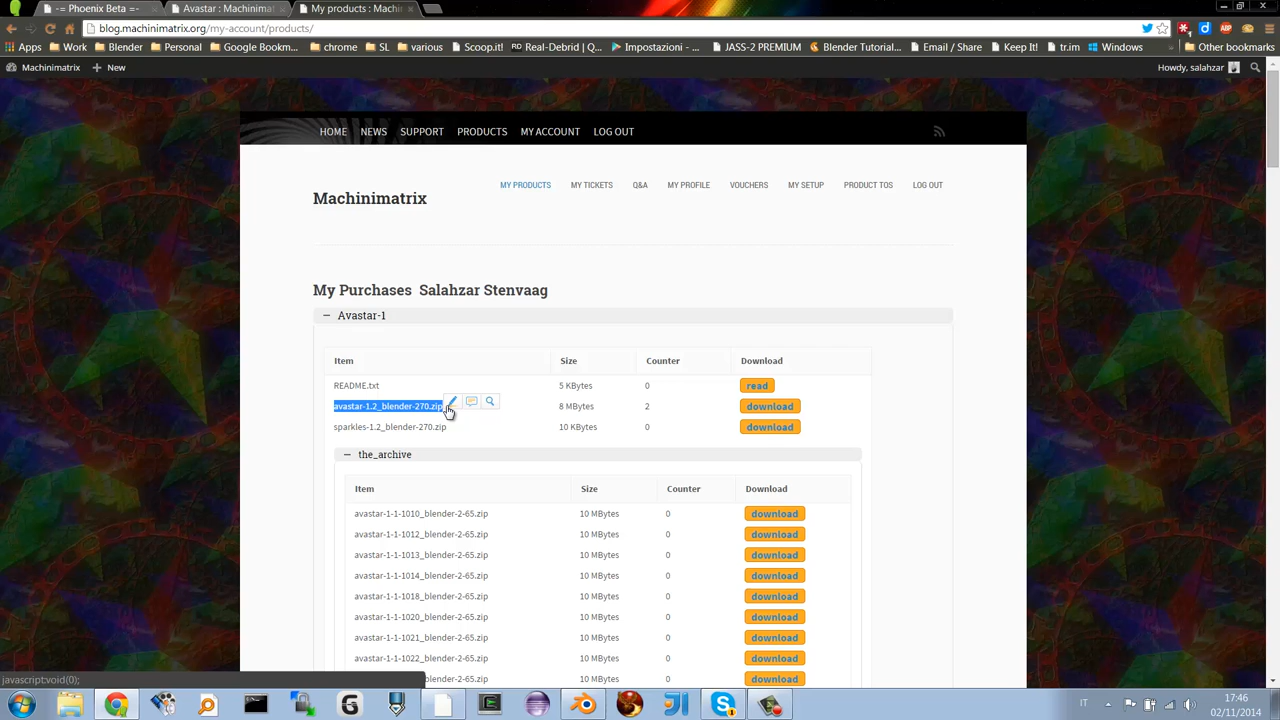 -- Phoenix Beta --
Avastar : Machinimat
My products : Machin
blog.machinimatrix.org/my-account/products/
Apps Work Blender Personal Google Bookm... chrome SL various Scoop.it! Real-Debrid | Q... Impostazioni - ... JASS-2 PREMIUM Blender Tutorial... Email / Share Keep It! tr.im Windows Other bookmarks
Machinimatrix New Howdy, salahzar
HOME NEWS SUPPORT PRODUCTS MY ACCOUNT LOG OUT
MY PRODUCTS MY TICKETS Q&A MY PROFILE VOUCHERS MY SETUP PRODUCT TOS LOG OUT
Machinimatrix
My Purchases Salahzar Stenvaag
Avastar-1
Item Size Counter Download
README.txt 5 KBytes 0 read
avastar-1.2_blender-270.zip 8 MBytes 2 download
sparkles-1.2_blender-270.zip 10 KBytes 0 download
the_archive
Item Size Counter Download
avastar-1-1-1010_blender-2-65.zip 10 MBytes 0 download
avastar-1-1-1012_blender-2-65.zip 10 MBytes 0 download
avastar-1-1-1013_blender-2-65.zip 10 MBytes 0 download
avastar-1-1-1014_blender-2-65.zip 10 MBytes 0 download
avastar-1-1-1018_blender-2-65.zip 10 MBytes 0 download
avastar-1-1-1020_blender-2-65.zip 10 MBytes 0 download
avastar-1-1-1021_blender-2-65.zip 10 MBytes 0 download
avastar-1-1-1022_blender-2-65.zip 10 MBytes 0 download
blender-2-65.zip 10 MBytes 0 download
javascript:void(0);
IT 17:46
02/11/2014